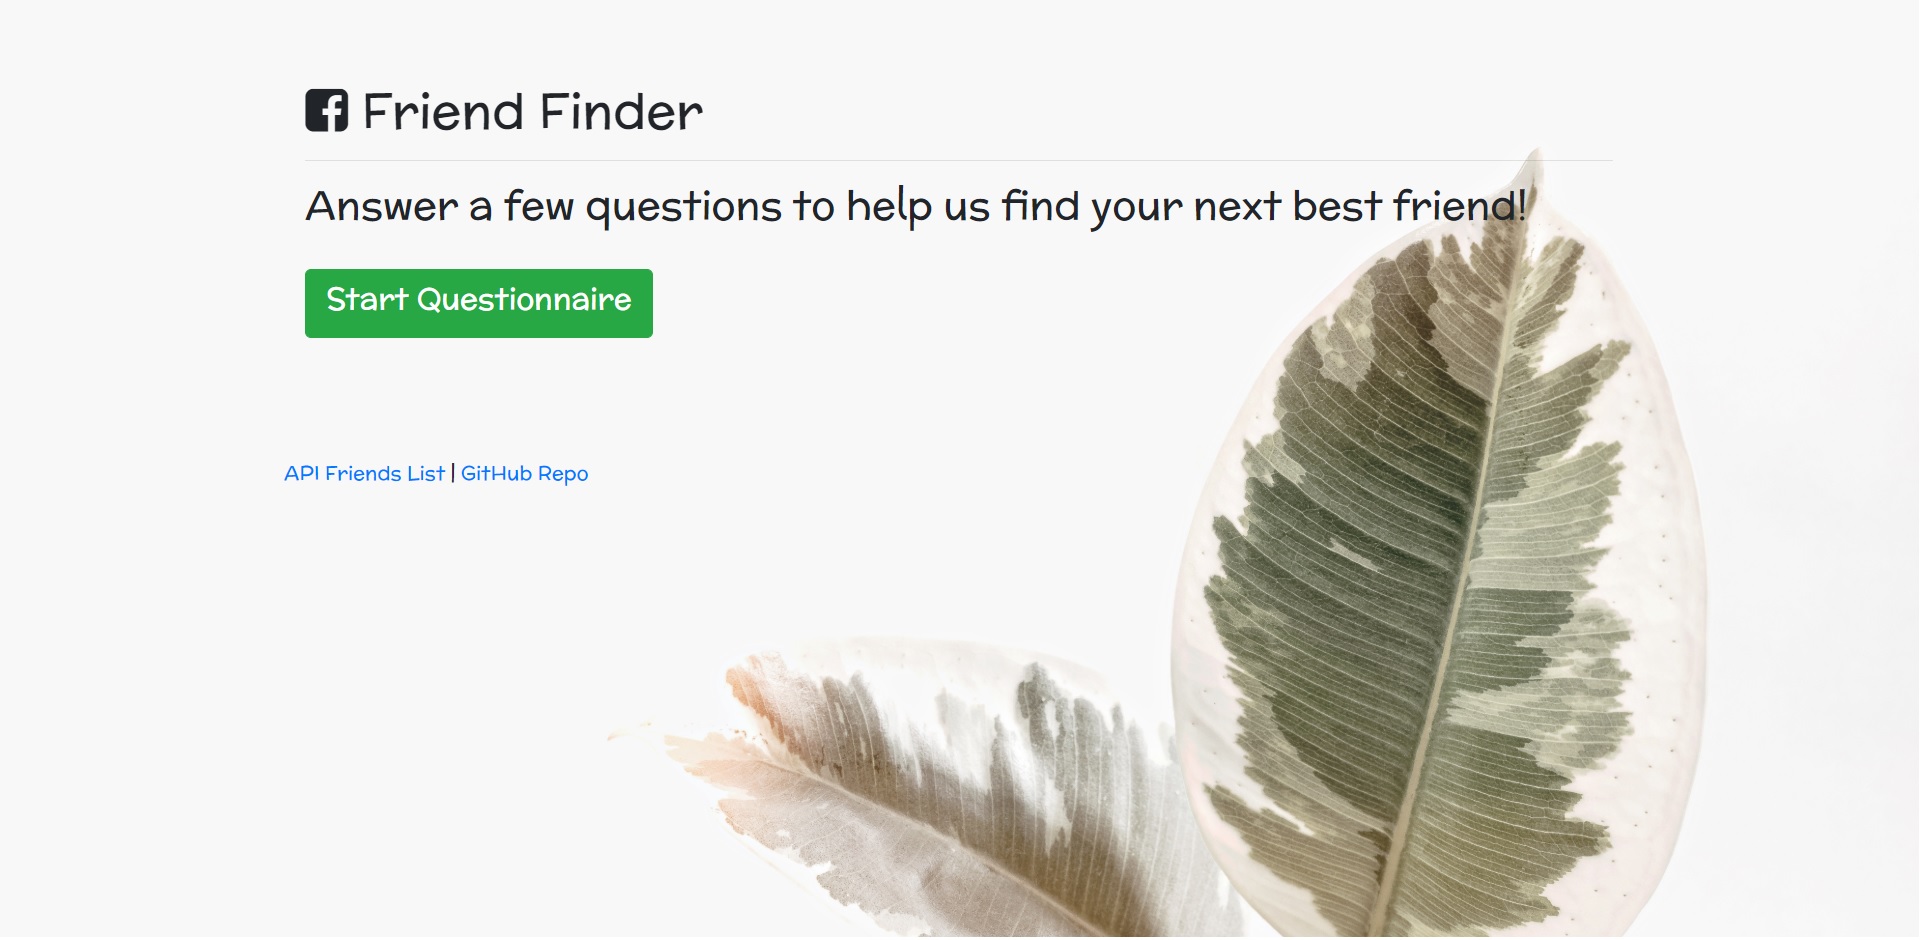 Friend Finder
Answer a few questions to help us find your next best friend!
Start Questionnaire
API Friends List | GitHub Repo